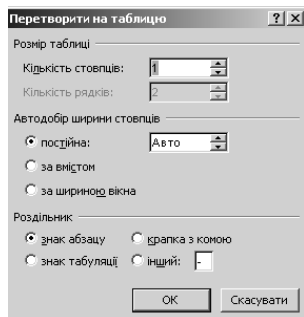 Перетворити на таблицю ? ×
Розмір таблиці
Кількість стовпців: 1
Кількість рядків: 2
Автодобір ширини стовпців
постійна: Авто
за вмістом
за шириною вікна
Роздільник
знак абзацу крапка з комою
знак табуляції інший: -
ОК Скасувати